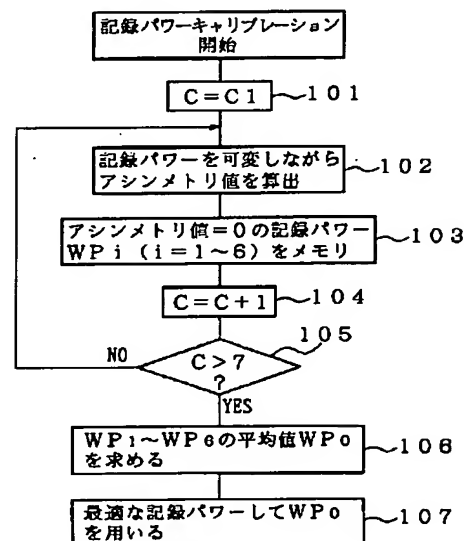 記録パワーキャリブレーション
開始
C=C1
101
記録パワーを可変しながら
アシンメトリ値を算出
102
アシンメトリ値=0の記録パワー
WPi (i=1~6)をメモリ
103
C=C+1
104
105
NO
C>7
?
YES
WP1~WP6の平均値WP0
を求める
106
最適な記録パワーしてWP0
を用いる
107